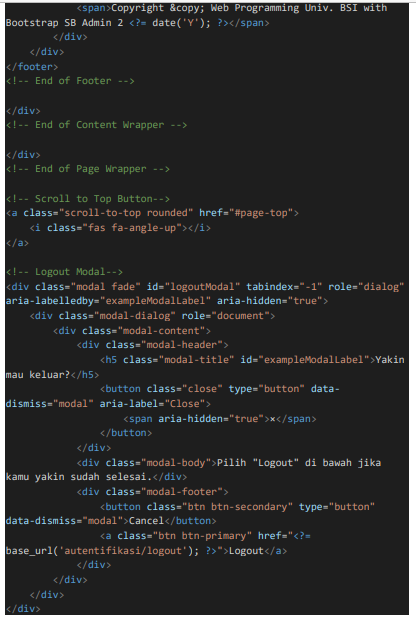 <span>Copyright &copy; Web Programming Univ. BSI with
Bootstrap SB Admin 2 <?= date('Y'); ?></span>
</div>
</div>
</footer>
<!-- End of Footer -->
</div>
<!-- End of Content Wrapper -->
</div>
<!-- End of Page Wrapper -->
<!-- Scroll to Top Button-->
<a class="scroll-to-top rounded" href="#page-top">
<i class="fas fa-angle-up"></i>
</a>
<!-- Logout Modal-->
<div class="modal fade" id="logoutModal" tabindex="-1" role="dialog"
aria-labelledby="exampleModalLabel" aria-hidden="true">
<div class="modal-dialog" role="document">
<div class="modal-content">
<div class="modal-header">
<h5 class="modal-title" id="exampleModalLabel">Yakin
mau keluar?</h5>
<button class="close" type="button" data-
dismiss="modal" aria-label="Close">
<span aria-hidden="true">×</span>
</button>
</div>
<div class="modal-body">Pilih "Logout" di bawah jika
kamu yakin sudah selesai.</div>
<div class="modal-footer">
<button class="btn btn-secondary" type="button"
data-dismiss="modal">Cancel</button>
<a class="btn btn-primary" href="<?=
base_url('autentifikasi/logout'); ?>">Logout</a>
</div>
</div>
</div>
</div>